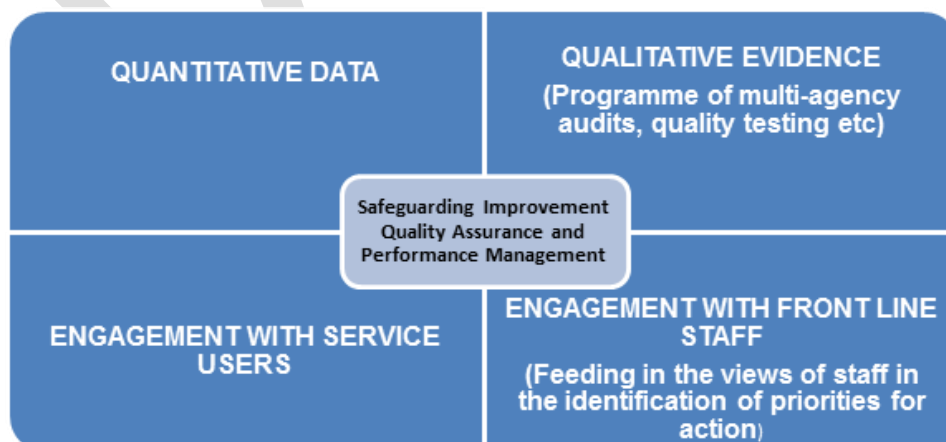 QUANTITATIVE DATA
QUALITATIVE EVIDENCE
(Programme of multi-agency
audits, quality testing etc)
Safeguarding Improvement
Quality Assurance and
Performance Management
ENGAGEMENT WITH SERVICE
USERS
ENGAGEMENT WITH FRONT LINE
STAFF
(Feeding in the views of staff in
the identification of priorities for
action)